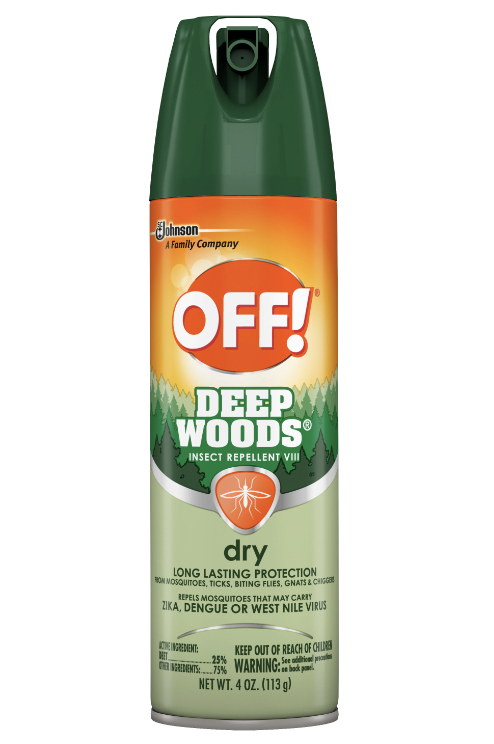 SC Johnson
A Family Company
OFF!®
DEEP
WOODS®
INSECT REPELLENT VIII
dry
LONG LASTING PROTECTION
FROM MOSQUITOES, TICKS, BITING FLIES, GNATS & CHIGGERS
REPELS MOSQUITOES THAT MAY CARRY
ZIKA, DENGUE OR WEST NILE VIRUS
ACTIVE INGREDIENT:
DEET..................25%
OTHER INGREDIENTS:......75%
KEEP OUT OF REACH OF CHILDREN
WARNING: See additional precautions
on back panel.
NET WT. 4 OZ. (113 g)